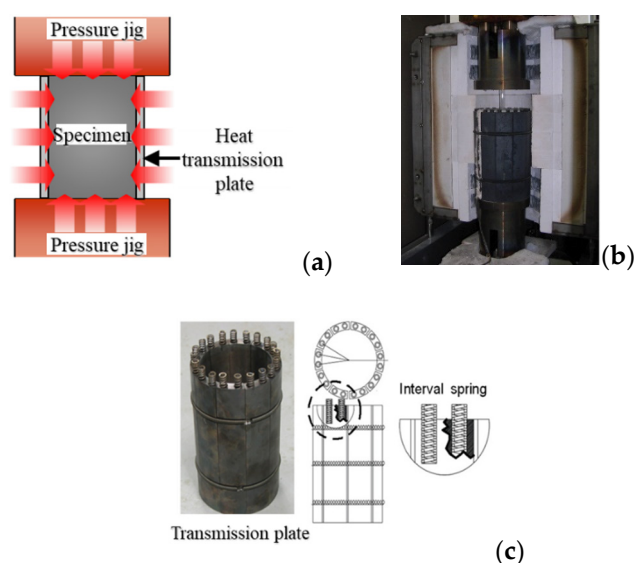 Pressure jig
Specimen
Heat
transmission
plate
Pressure jig
(a)
(b)
Interval spring
Transmission plate
(c)